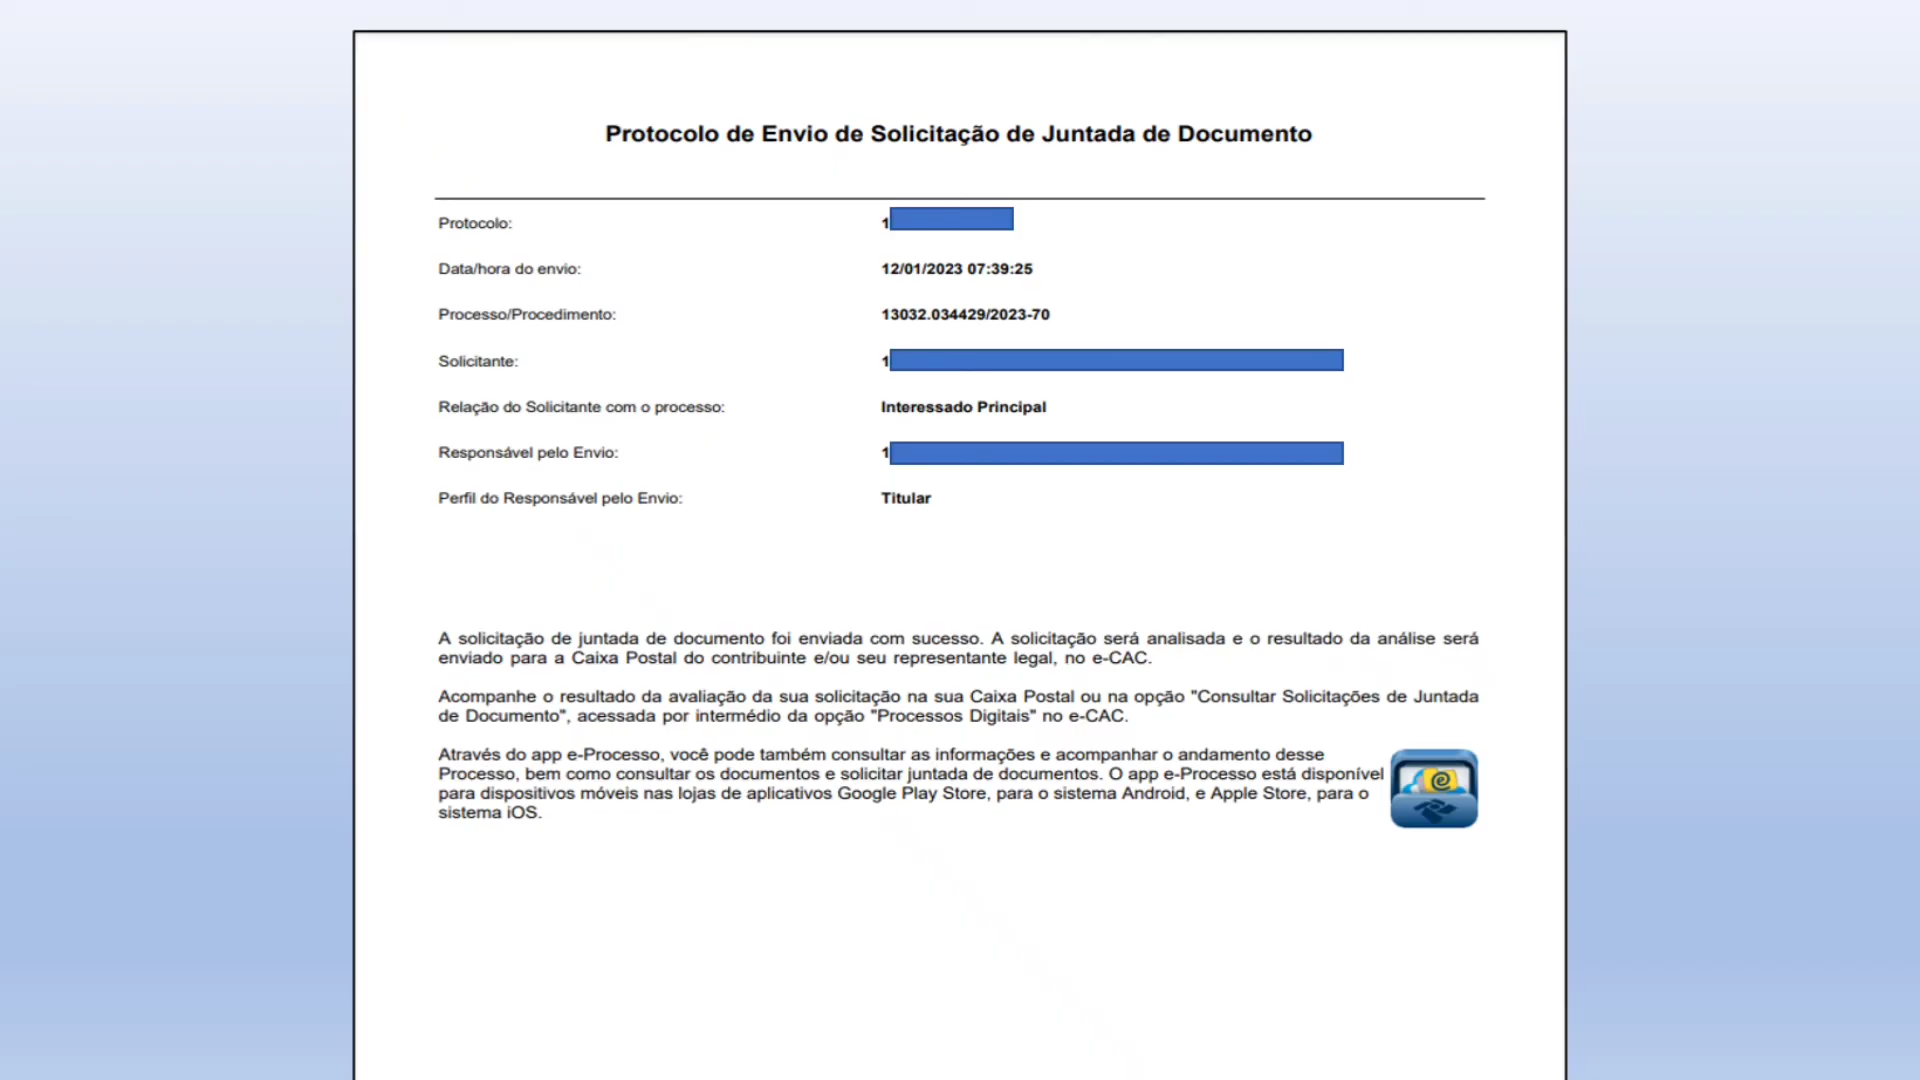 Protocolo de Envio de Solicitação de Juntada de Documento
Protocolo: 1
Data/hora do envio: 12/01/2023 07:39:25
Processo/Procedimento: 13032.034429/2023-70
Solicitante: 1
Relação do Solicitante com o processo: Interessado Principal
Responsável pelo Envio: 1
Perfil do Responsável pelo Envio: Titular
A solicitação de juntada de documento foi enviada com sucesso. A solicitação será analisada e o resultado da análise será
enviado para a Caixa Postal do contribuinte e/ou seu representante legal, no e-CAC.
Acompanhe o resultado da avaliação da sua solicitação na sua Caixa Postal ou na opção "Consultar Solicitações de Juntada
de Documento", acessada por intermédio da opção "Processos Digitais" no e-CAC.
Através do app e-Processo, você pode também consultar as informações e acompanhar o andamento desse
Processo, bem como consultar os documentos e solicitar juntada de documentos. O app e-Processo está disponível
para dispositivos móveis nas lojas de aplicativos Google Play Store, para o sistema Android, e Apple Store, para o
sistema iOS.